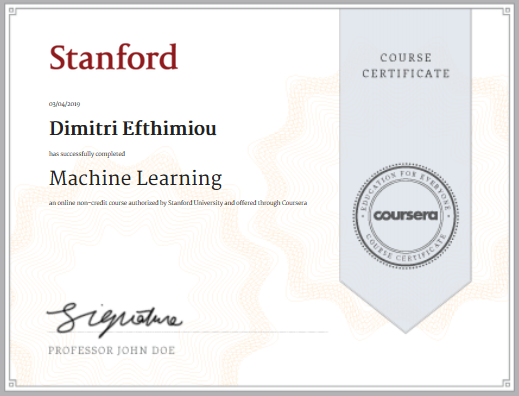 Stanford
03/04/2019
Dimitri Efthimiou
has successfully completed
Machine Learning
an online non-credit course authorized by Stanford University and offered through Coursera
Signature
PROFESSOR JOHN DOE
COURSE
CERTIFICATE
EDUCATION FOR EVERYONE
coursera
COURSE CERTIFICATE